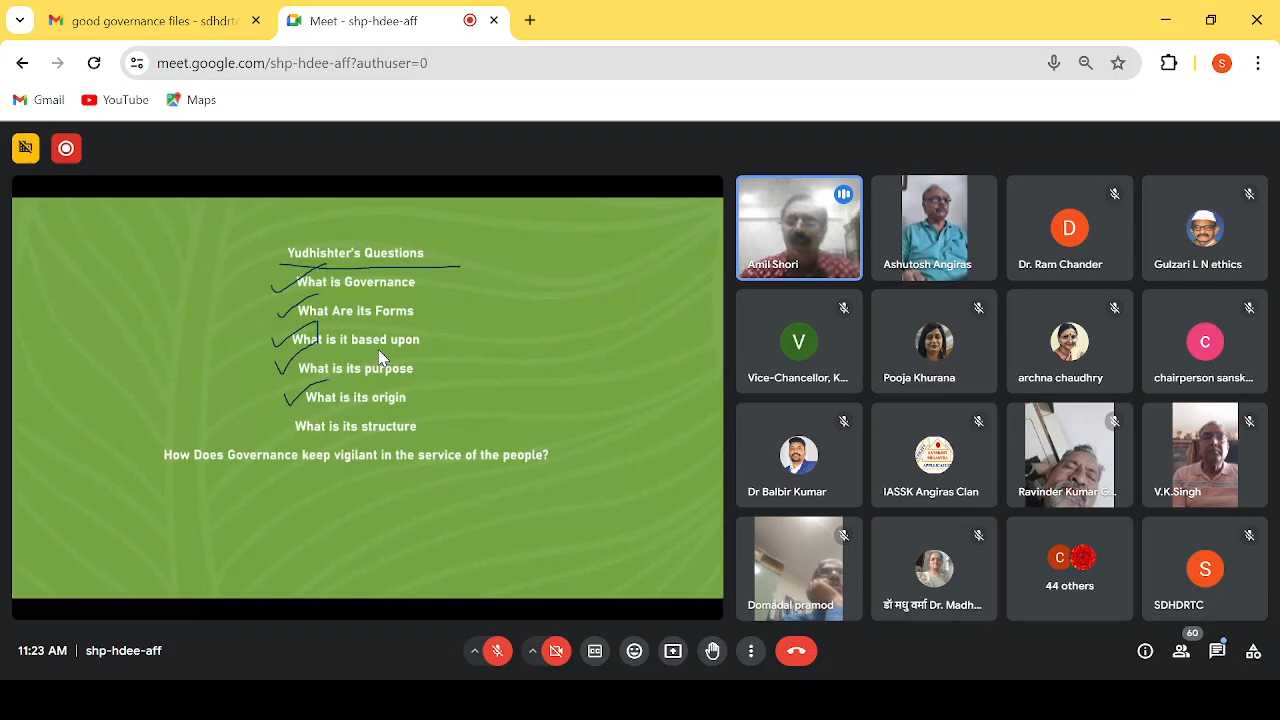 good governance files - sdhdrt
Meet - shp-hdee-aff
meet.google.com/shp-hdee-aff?authuser=0
S
Gmail
YouTube
Maps
Yudhishter's Questions
What is Governance
What Are its Forms
What is it based upon
What is its purpose
What is its origin
What is its structure
How Does Governance keep vigilant in the service of the people?
Amil Shori
Ashutosh Angiras
D
Dr. Ram Chander
Gulzari L N ethics
V
Vice-Chancellor, K...
Pooja Khurana
archna chaudhry
c
chairperson sansk...
Dr Balbir Kumar
IASSK Angiras Clan
Ravinder Kumar G...
V.K.Singh
Domadal pramod
डॉ मधु वर्मा Dr. Madh...
C
44 others
S
SDHDRTC
11:23 AM
shp-hdee-aff
60